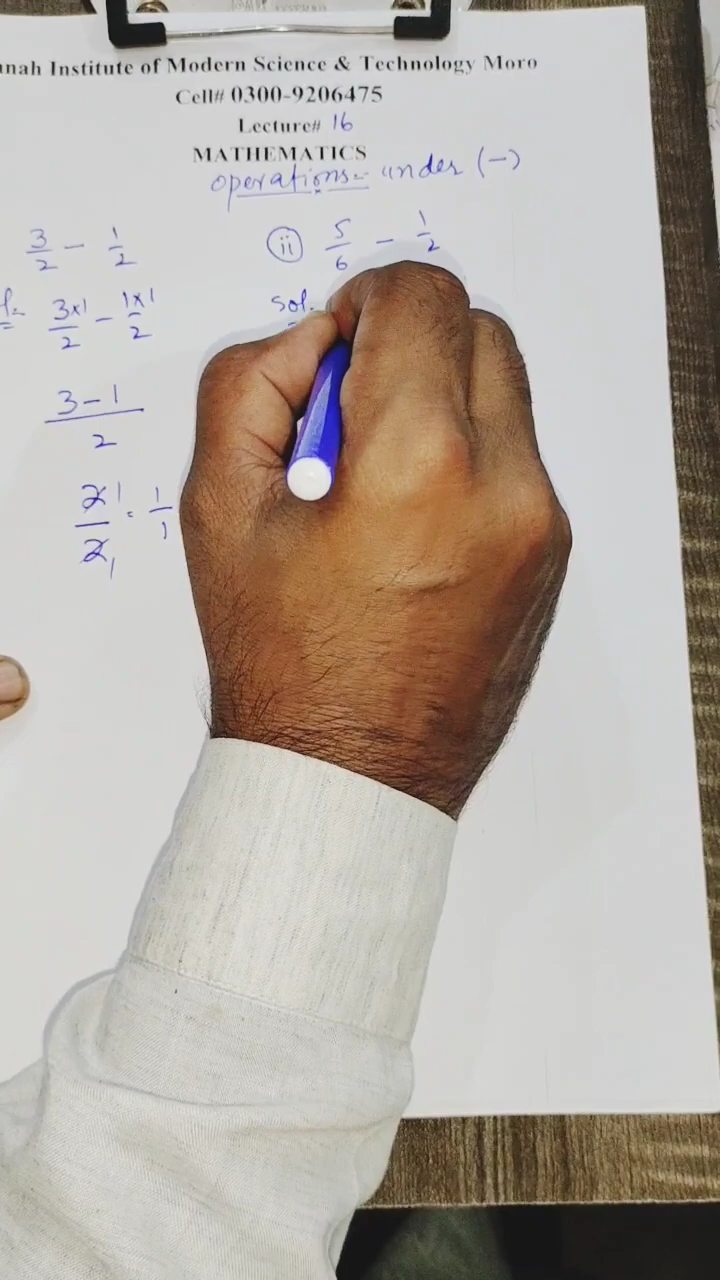 nnah Institute of Modern Science & Technology Moro
Cell# 0300-9206475
Lecture# 16
MATHEMATICS
operations:- under (-)
3/2 - 1/2
3×1/2 - 1×1/2
3-1/2
2 1/2 1 = 1/1
ii 5/6 - 1/2
Sol.